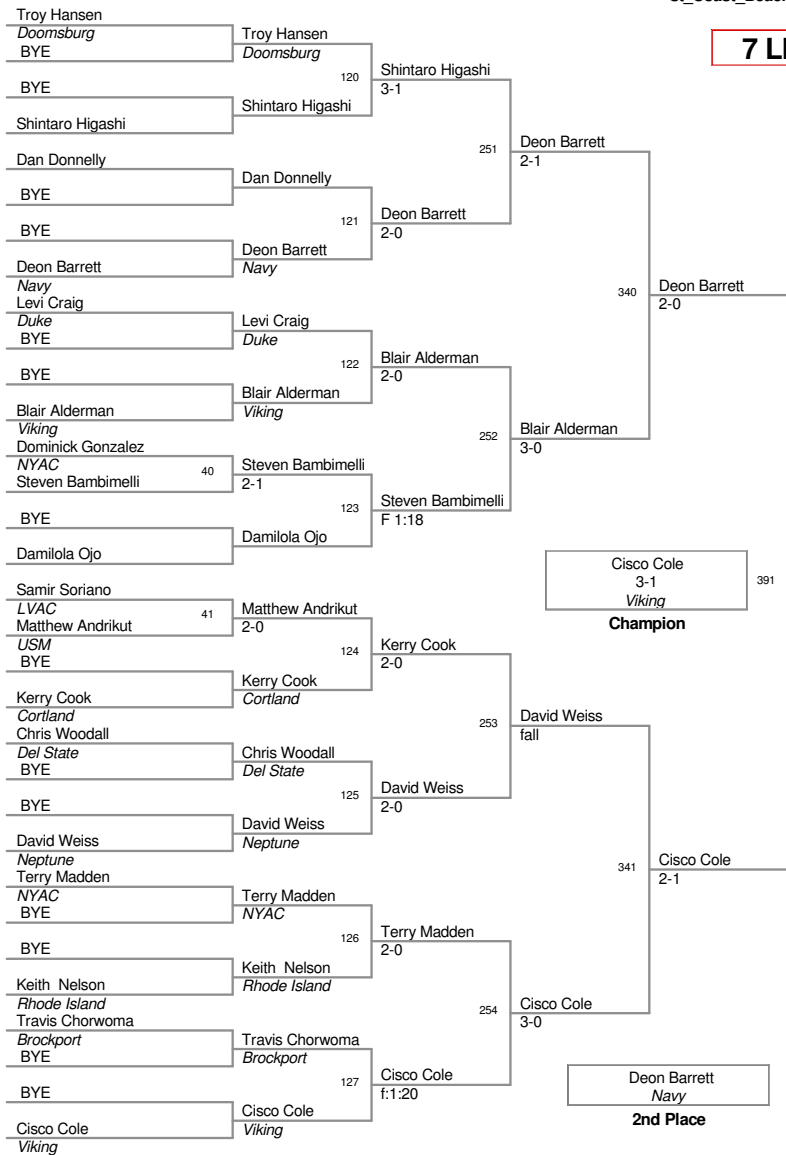 Troy Hansen
Doomsburg
BYE
BYE
Shintaro Higashi
Dan Donnelly
BYE
BYE
Deon Barrett
Navy
Levi Craig
Duke
BYE
BYE
Blair Alderman
Viking
Dominick Gonzalez
NYAC
Steven Bambimelli
BYE
Damilola Ojo
Samir Soriano
LVAC
Matthew Andrikut
USM
BYE
Kerry Cook
Cortland
Chris Woodall
Del State
BYE
BYE
David Weiss
Neptune
Terry Madden
NYAC
BYE
BYE
Keith Nelson
Rhode Island
Travis Chorwoma
Brockport
BYE
BYE
Cisco Cole
Viking
40
41
Troy Hansen
Doomsburg
Shintaro Higashi
Dan Donnelly
Deon Barrett
Navy
Levi Craig
Duke
Blair Alderman
Viking
Steven Bambimelli
2-1
Damilola Ojo
Matthew Andrikut
2-0
Kerry Cook
Cortland
Chris Woodall
Del State
David Weiss
Neptune
Terry Madden
NYAC
Keith Nelson
Rhode Island
Travis Chorwoma
Brockport
Cisco Cole
Viking
120
121
122
123
124
125
126
127
Shintaro Higashi
3-1
Deon Barrett
2-0
Blair Alderman
2-0
Steven Bambimelli
F 1:18
Kerry Cook
2-0
David Weiss
2-0
Terry Madden
2-0
Cisco Cole
f:1:20
251
252
253
254
Deon Barrett
2-1
Blair Alderman
3-0
David Weiss
fall
Cisco Cole
3-0
340
341
Deon Barrett
2-0
Cisco Cole
2-1
7 L
Cisco Cole
3-1
Viking
391
Champion
Deon Barrett
Navy
2nd Place